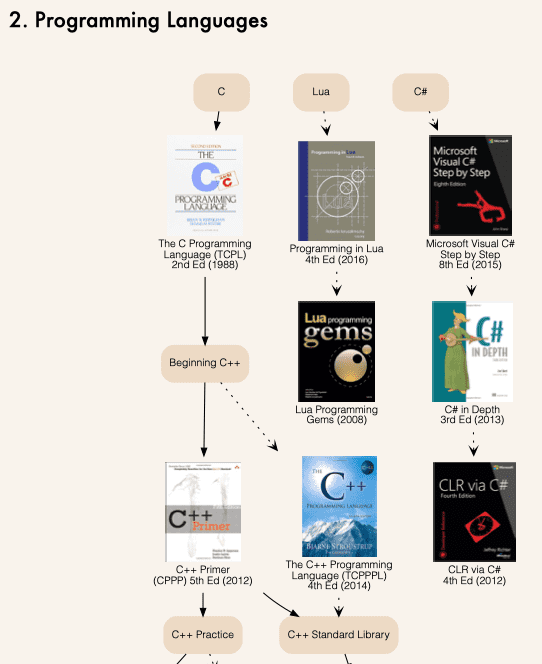 2. Programming Languages
C
Lua
C#
SECOND EDITION
THE
C
PROGRAMMING
LANGUAGE
BRIAN W. KERNIGHAN
DENNIS M. RITCHIE
The C Programming
Language (TCPL)
2nd Ed (1988)
Programming in Lua
Lua
Programming in Lua
4th Ed (2016)
Microsoft
Microsoft
Visual C#
Step by Step
Eighth Edition
Microsoft Visual C#
Step by Step
8th Ed (2015)
Beginning C++
Lua programming
gems
Lua Programming
Gems (2008)
C#
IN DEPTH
C# in Depth
3rd Ed (2013)
C++
Primer
C++ Primer
(CPPP) 5th Ed (2012)
THE
C++
PROGRAMMING LANGUAGE
BJARNE STROUSTRUP
The C++ Programming
Language (TCPPPL)
4th Ed (2014)
Microsoft
CLR via C#
Fourth Edition
Jeffrey Richter
CLR via C#
4th Ed (2012)
C++ Practice
C++ Standard Library